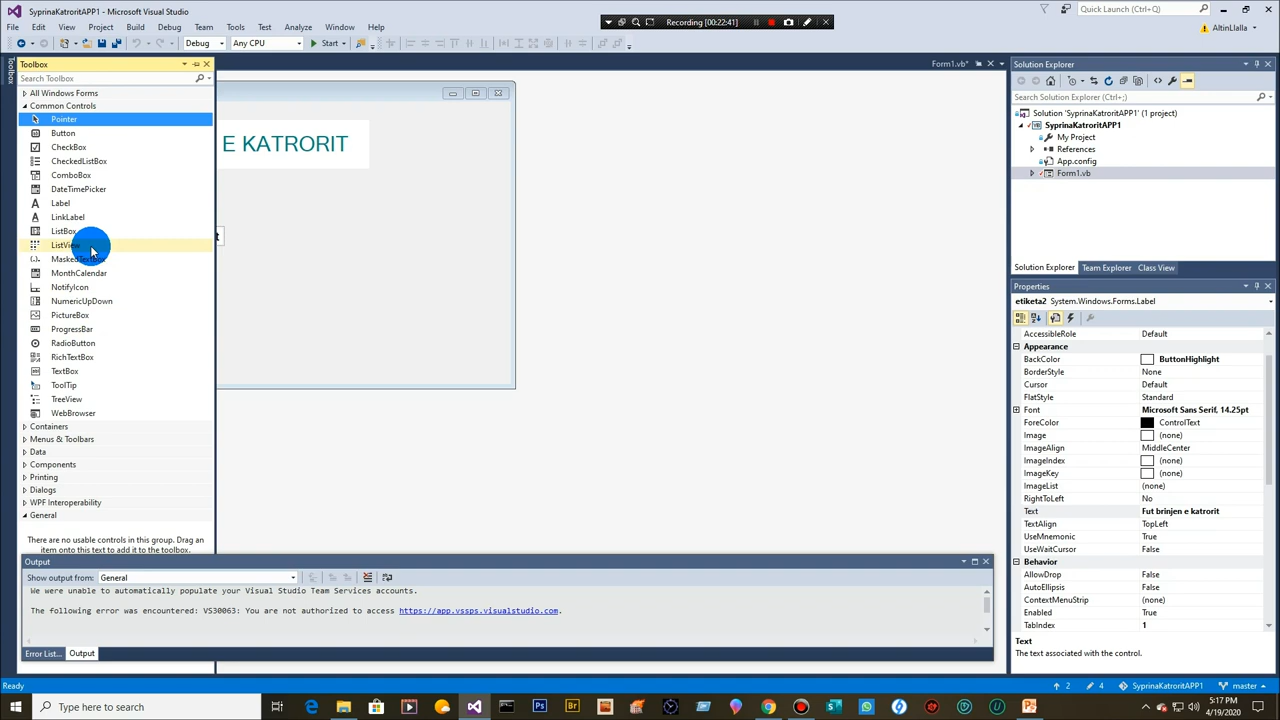 SyprinaKatroritAPP1 - Microsoft Visual Studio
Recording [00:22:41]
Quick Launch (Ctrl+Q)
File Edit View Project Build Debug Team Tools Test Analyze Window Help
AltinLlalla
Debug Any CPU Start
Toolbox
Toolbox
Search Toolbox
All Windows Forms
Common Controls
Pointer
Button
CheckBox
CheckedListBox
ComboBox
DateTimePicker
Label
LinkLabel
ListBox
ListView
MaskedTextBox
MonthCalendar
NotifyIcon
NumericUpDown
PictureBox
ProgressBar
RadioButton
RichTextBox
TextBox
ToolTip
TreeView
WebBrowser
Containers
Menus & Toolbars
Data
Components
Printing
Dialogs
WPF Interoperability
General
There are no usable controls in this group. Drag an
item onto this text to add it to the toolbox.
Form1.vb*
E KATRORIT
t
Output
Show output from: General
We were unable to automatically populate your Visual Studio Team Services accounts.
The following error was encountered: VS30063: You are not authorized to access https://app.vssps.visualstudio.com.
Error List... Output
Solution Explorer
Search Solution Explorer (Ctrl+;)
Solution 'SyprinaKatroritAPP1' (1 project)
SyprinaKatroritAPP1
My Project
References
App.config
Form1.vb
Solution Explorer Team Explorer Class View
Properties
etiketa2 System.Windows.Forms.Label
AccessibleRole Default
Appearance
BackColor ButtonHighlight
BorderStyle None
Cursor Default
FlatStyle Standard
Font Microsoft Sans Serif, 14.25pt
ForeColor ControlText
Image (none)
ImageAlign MiddleCenter
ImageIndex (none)
ImageKey (none)
ImageList (none)
RightToLeft No
Text Fut brinjen e katrorit
TextAlign TopLeft
UseMnemonic True
UseWaitCursor False
Behavior
AllowDrop False
AutoEllipsis False
ContextMenuStrip (none)
Enabled True
TabIndex 1
Text
The text associated with the control.
Ready
2 4 SyprinaKatroritAPP1 master
Type here to search
5:17 PM
4/19/2020